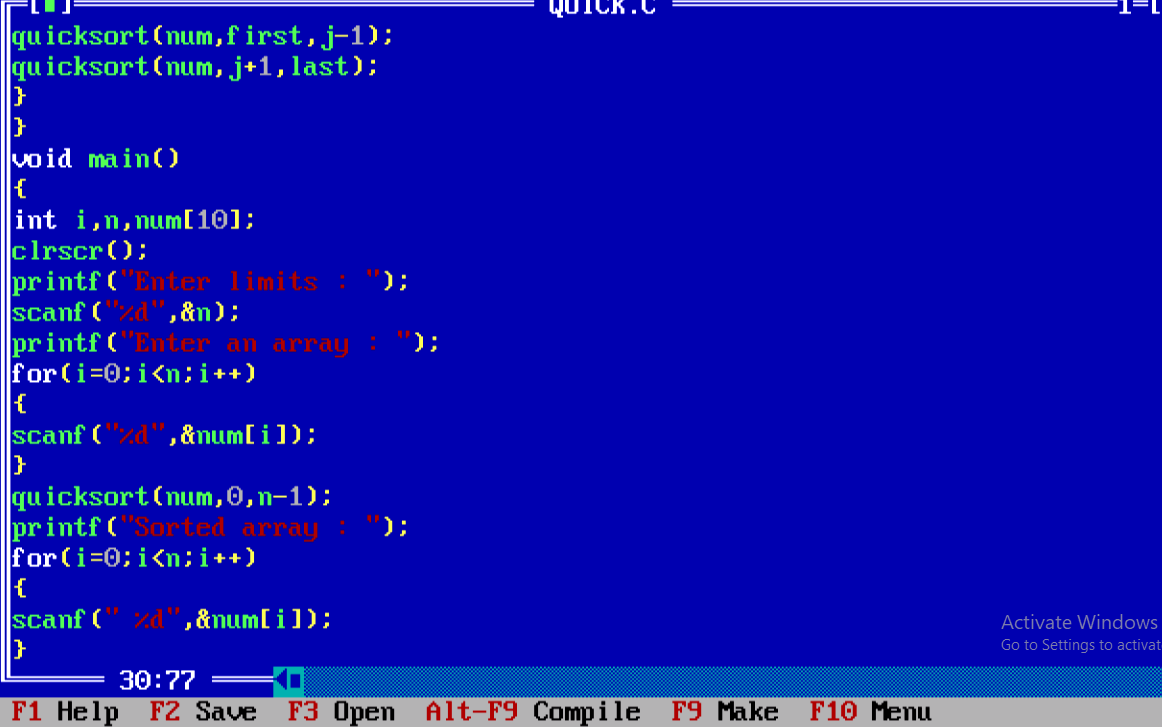 QUICK.C
1
quicksort(num,first,j-1);
quicksort(num,j+1,last);
}
}
void main()
{
int i,n,num[10];
clrscr();
printf("Enter limits : ");
scanf("%d",&n);
printf("Enter an array : ");
for(i=0;i<n;i++)
{
scanf("%d",&num[i]);
}
quicksort(num,0,n-1);
printf("Sorted array : ");
for(i=0;i<n;i++)
{
scanf(" %d",&num[i]);
}
Activate Windows
Go to Settings to activat
30:77
F1 Help F2 Save F3 Open Alt-F9 Compile F9 Make F10 Menu